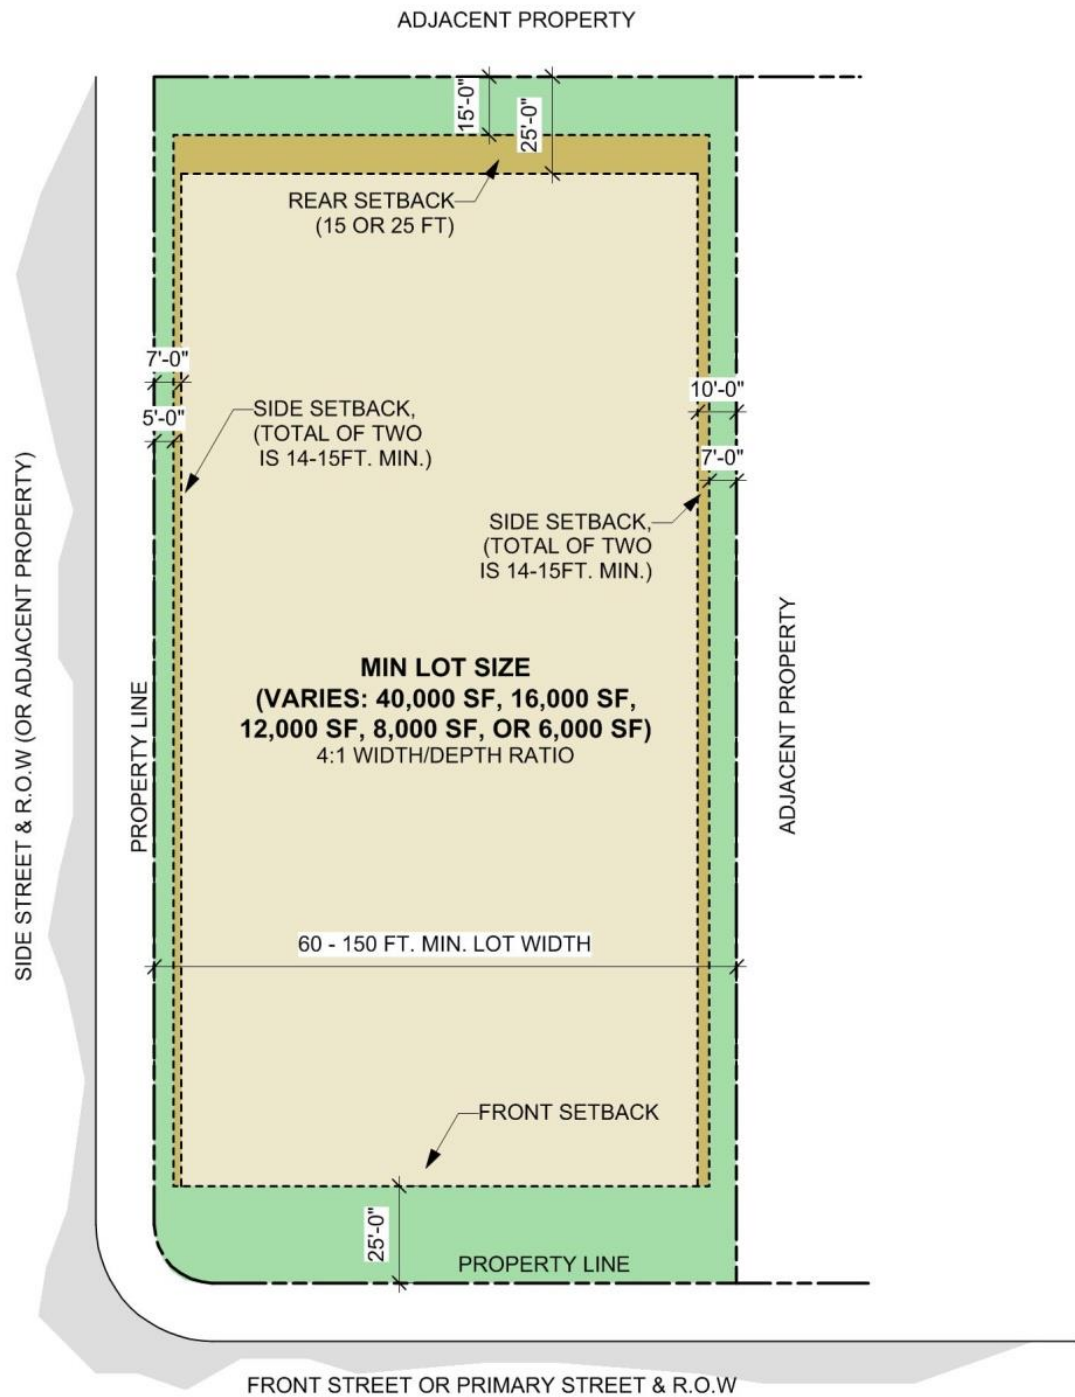 ADJACENT PROPERTY
15'-0"
25'-0"
REAR SETBACK
(15 OR 25 FT)
7'-0"
5'-0"
SIDE SETBACK,
(TOTAL OF TWO
IS 14-15FT. MIN.)
10'-0"
7'-0"
SIDE SETBACK,
(TOTAL OF TWO
IS 14-15FT. MIN.)
SIDE STREET & R.O.W (OR ADJACENT PROPERTY)
PROPERTY LINE
ADJACENT PROPERTY
MIN LOT SIZE
(VARIES: 40,000 SF, 16,000 SF,
12,000 SF, 8,000 SF, OR 6,000 SF)
4:1 WIDTH/DEPTH RATIO
60 - 150 FT. MIN. LOT WIDTH
FRONT SETBACK
25'-0"
PROPERTY LINE
FRONT STREET OR PRIMARY STREET & R.O.W